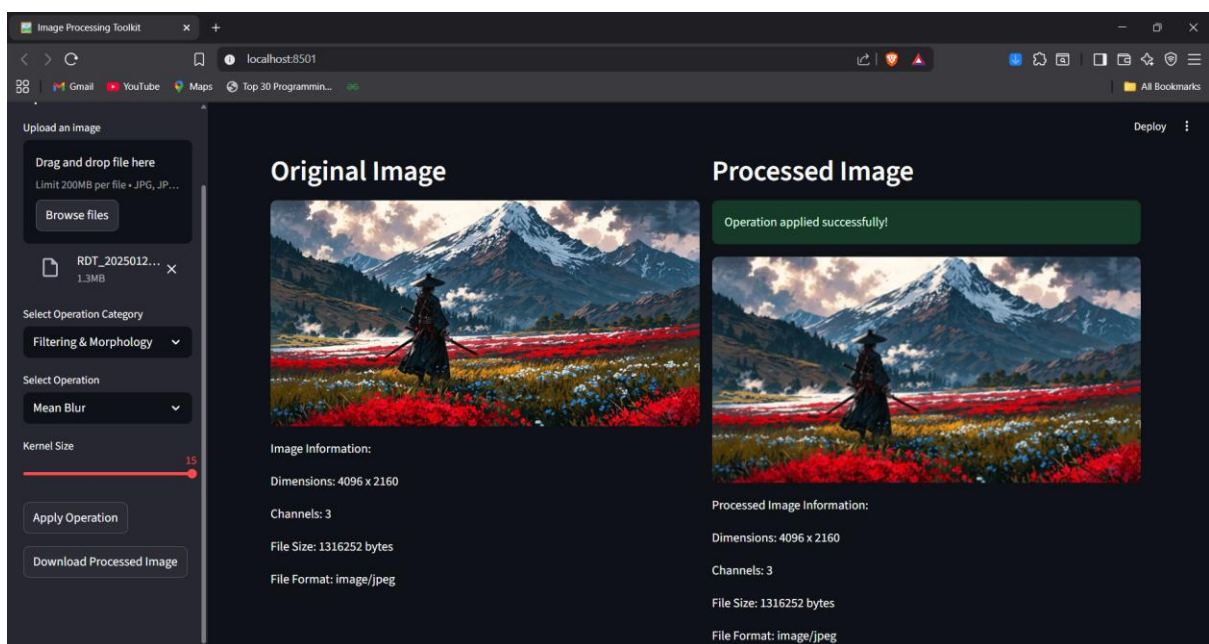 Image Processing Toolkit
localhost:8501
Gmail YouTube Maps Top 30 Programmin...
All Bookmarks
Deploy
Upload an image
Drag and drop file here
Limit 200MB per file • JPG, JP...
Browse files
RDT_2025012...
1.3MB
Select Operation Category
Filtering & Morphology
Select Operation
Mean Blur
Kernel Size
15
Apply Operation
Download Processed Image
Original Image
Image Information:
Dimensions: 4096 x 2160
Channels: 3
File Size: 1316252 bytes
File Format: image/jpeg
Processed Image
Operation applied successfully!
Processed Image Information:
Dimensions: 4096 x 2160
Channels: 3
File Size: 1316252 bytes
File Format: image/jpeg